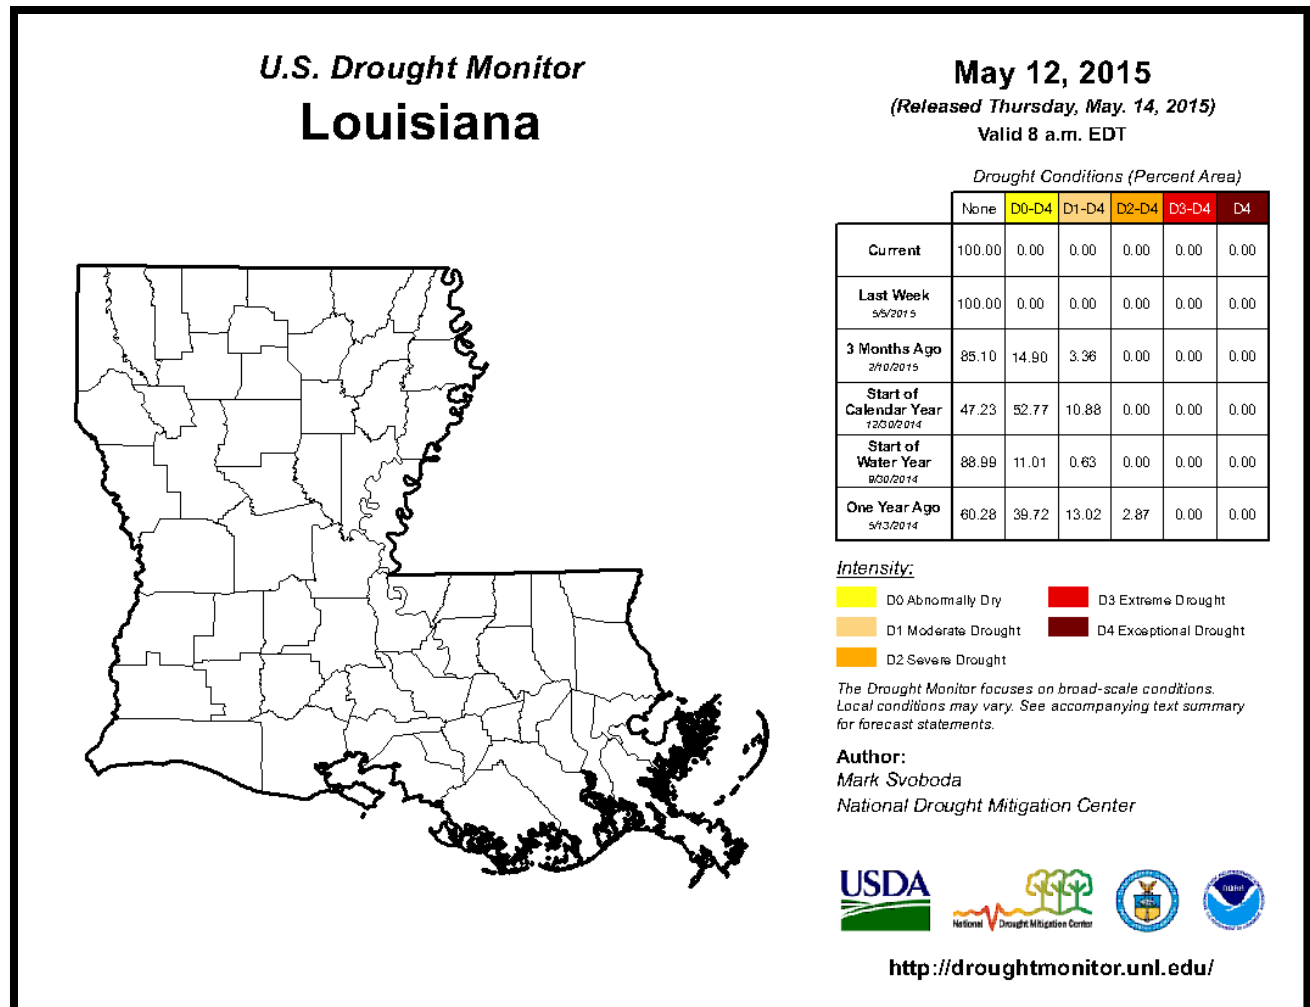 U.S. Drought Monitor
Louisiana
May 12, 2015
(Released Thursday, May. 14, 2015)
Valid 8 a.m. EDT
Drought Conditions (Percent Area)
None D0-D4 D1-D4 D2-D4 D3-D4 D4
Current 100.00 0.00 0.00 0.00 0.00 0.00
Last Week
5/5/2015
100.00 0.00 0.00 0.00 0.00 0.00
3 Months Ago
2/10/2015
85.10 14.90 3.36 0.00 0.00 0.00
Start of
Calendar Year
12/30/2014
47.23 52.77 10.88 0.00 0.00 0.00
Start of
Water Year
9/30/2014
88.99 11.01 0.63 0.00 0.00 0.00
One Year Ago
5/13/2014
60.28 39.72 13.02 2.87 0.00 0.00
Intensity:
D0 Abnormally Dry
D1 Moderate Drought
D2 Severe Drought
D3 Extreme Drought
D4 Exceptional Drought
The Drought Monitor focuses on broad-scale conditions.
Local conditions may vary. See accompanying text summary
for forecast statements.
Author:
Mark Svoboda
National Drought Mitigation Center
USDA
National Drought Mitigation Center
noaa
http://droughtmonitor.unl.edu/